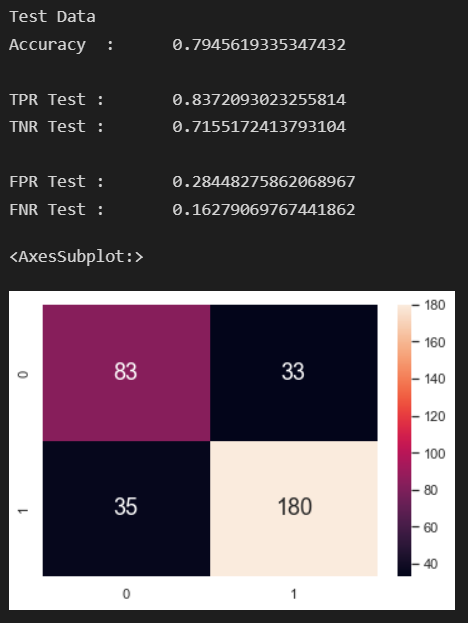 Test Data
Accuracy  :      0.7945619335347432
TPR Test :       0.8372093023255814
TNR Test :       0.7155172413793104
FPR Test :       0.28448275862068967
FNR Test :       0.16279069767441862
<AxesSubplot:>
180
160
0 83 33
140
120
100
80
1 35 180
60
40
0 1